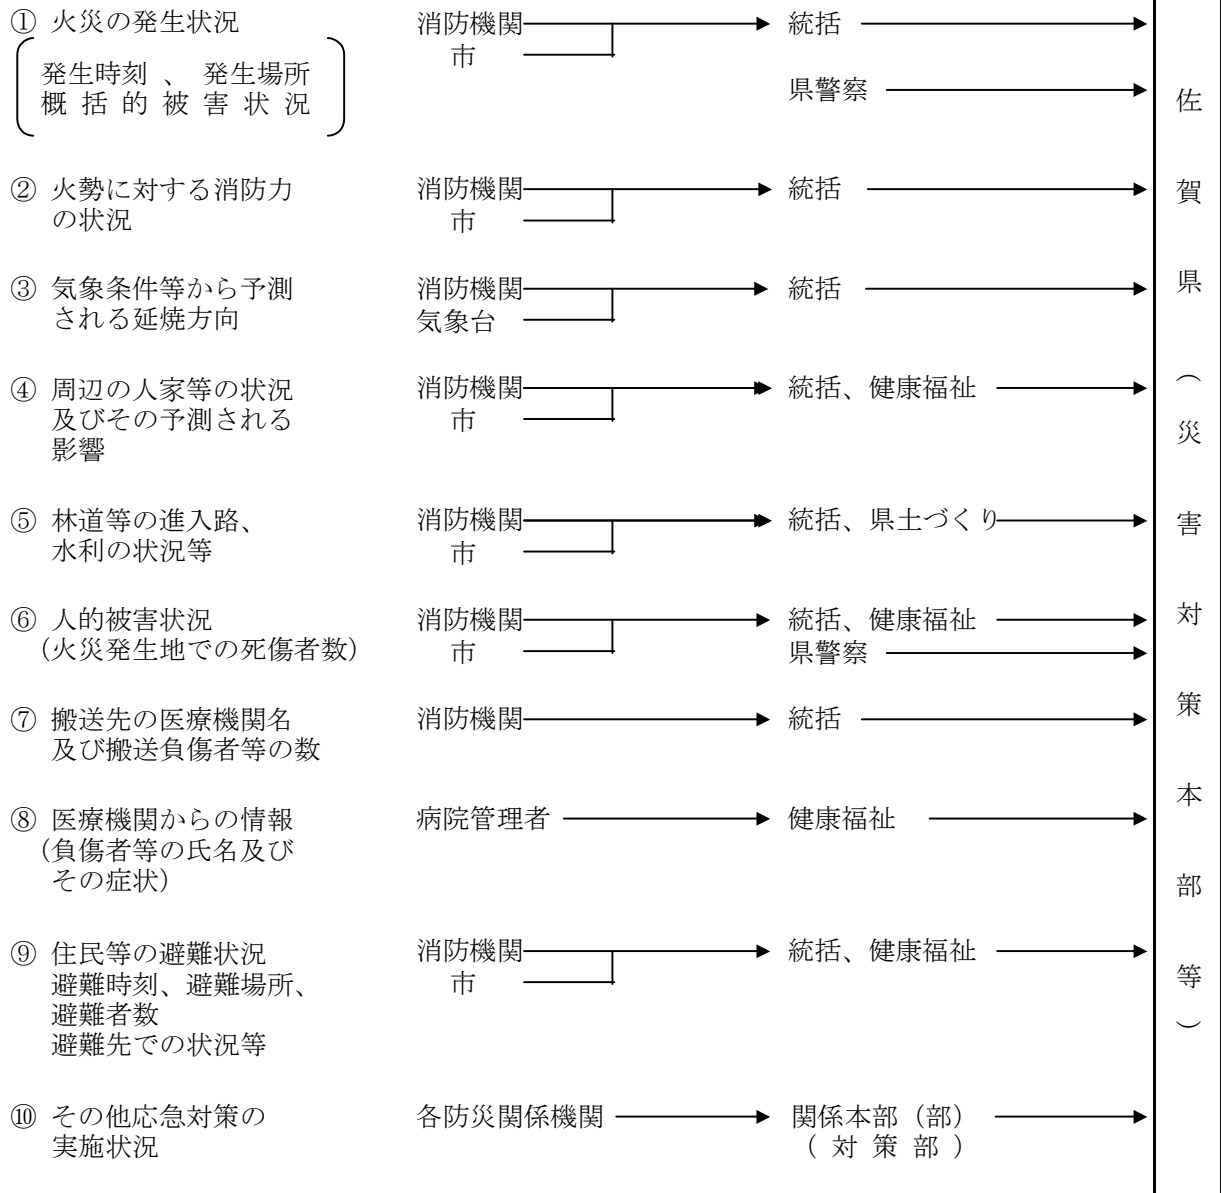 ① 火災の発生状況 消防機関 統括
市
発生時刻 、 発生場所
概括的被害状況
県警察
② 火勢に対する消防力 消防機関 統括
の状況 市
③ 気象条件等から予測 消防機関 統括
される延焼方向 気象台
④ 周辺の人家等の状況 消防機関 統括、健康福祉
及びその予測される 市
影響
⑤ 林道等の進入路、 消防機関 統括、県土づくり
水利の状況等 市
⑥ 人的被害状況 消防機関 統括、健康福祉
(火災発生地での死傷者数) 市 県警察
⑦ 搬送先の医療機関名 消防機関 統括
及び搬送負傷者等の数
⑧ 医療機関からの情報 病院管理者 健康福祉
(負傷者等の氏名及び
その症状)
⑨ 住民等の避難状況 消防機関 統括、健康福祉
避難時刻、避難場所、 市
避難者数
避難先での状況等
⑩ その他応急対策の 各防災関係機関 関係本部(部)
実施状況 (対策部)
佐賀県(災害対策本部等)